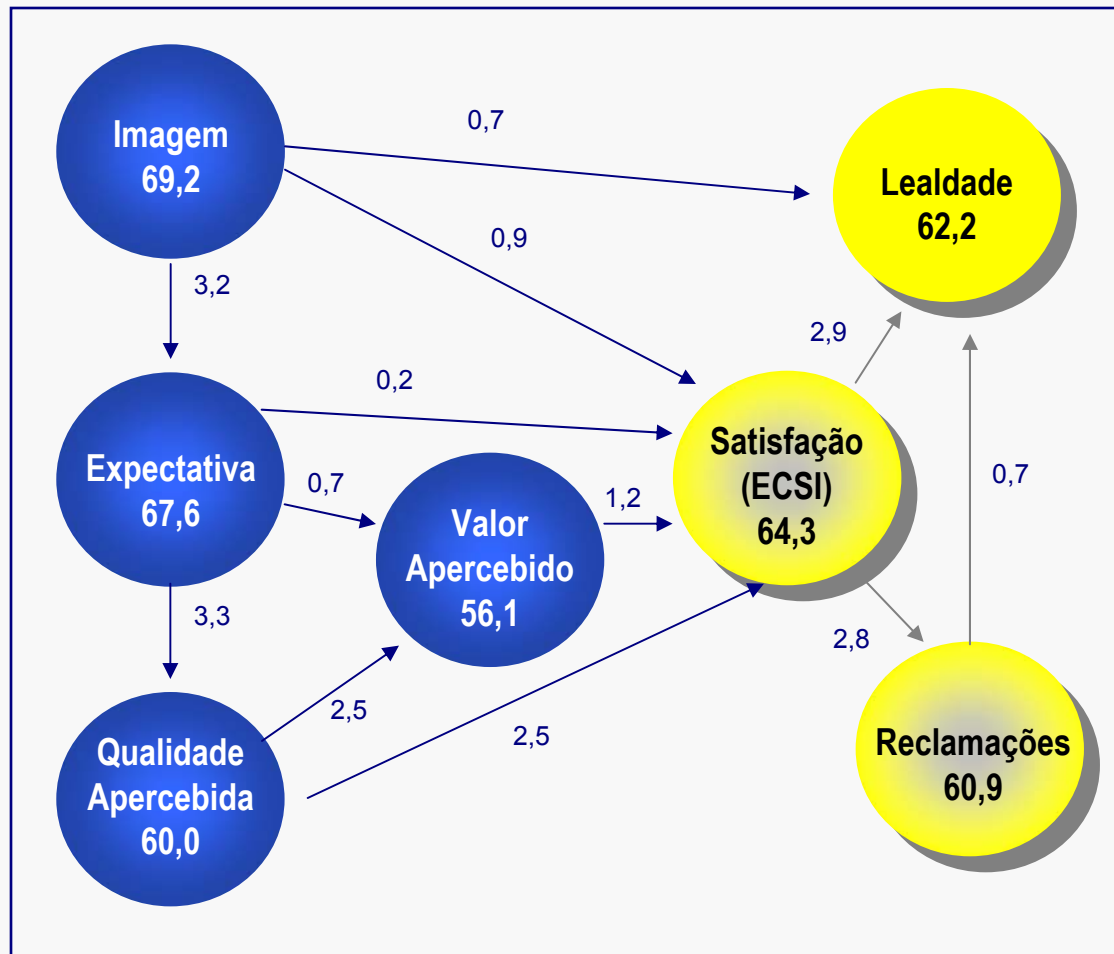 Imagem
69,2
0,7
Lealdade
62,2
0,9
3,2
2,9
0,2
Expectativa
67,6
0,7
Satisfação
(ECSI)
64,3
0,7
1,2
Valor
Apercebido
56,1
3,3
2,8
2,5
2,5
Qualidade
Apercebida
60,0
Reclamações
60,9